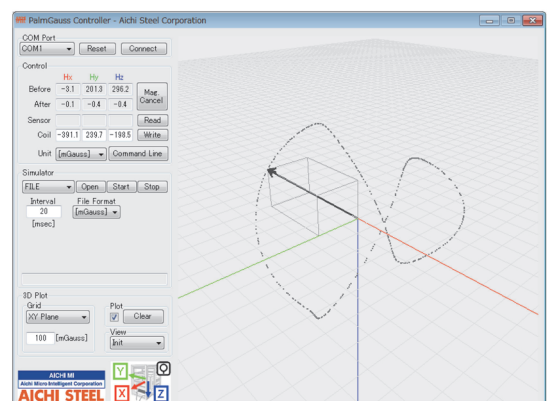 PalmGauss Controller - Aichi Steel Corporation
COM Port
COM1 Reset Connect
Control
Hx Hy Hz
Before -3.1 201.3 296.2 Mag. Cancel
After -0.1 -0.4 -0.4
Sensor Read
Coil -391.1 239.7 -198.5 Write
Unit [mGauss] Command Line
Simulator
FILE Open Start Stop
Interval File Format
20 [mGauss]
[msec]
3D Plot
Grid Plot
XY Plane Clear
View
100 [mGauss] Init
AICHI MI
Aichi Micro Intelligent Corporation
AICHI STEEL
Y
X Z